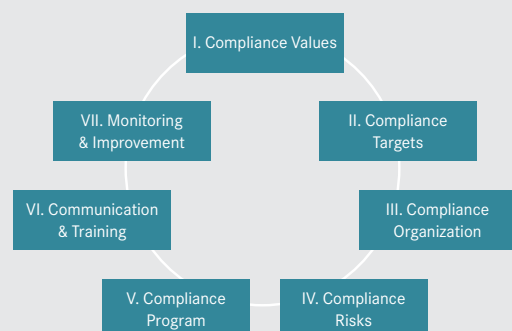 I. Compliance Values
II. Compliance
Targets
III. Compliance
Organization
IV. Compliance
Risks
V. Compliance
Program
VI. Communication
& Training
VII. Monitoring
& Improvement